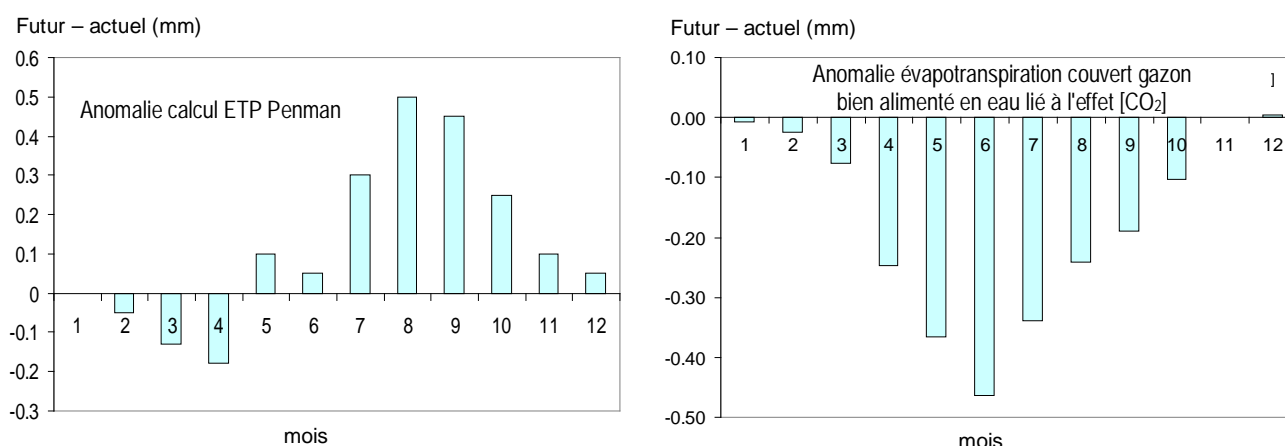 Futur – actuel (mm)
0.6
0.5
0.4
0.3
0.2
0.1
0
-0.1
-0.2
-0.3
Anomalie calcul ETP Penman
1 2 3 4 5 6 7 8 9 10 11 12
mois
Futur – actuel (mm)
0.10
0.00
-0.10
-0.20
-0.30
-0.40
-0.50
Anomalie évapotranspiration couvert gazon ]
bien alimenté en eau lié à l'effet [CO₂]
1 2 3 4 5 6 7 8 9 10 11 12
mois